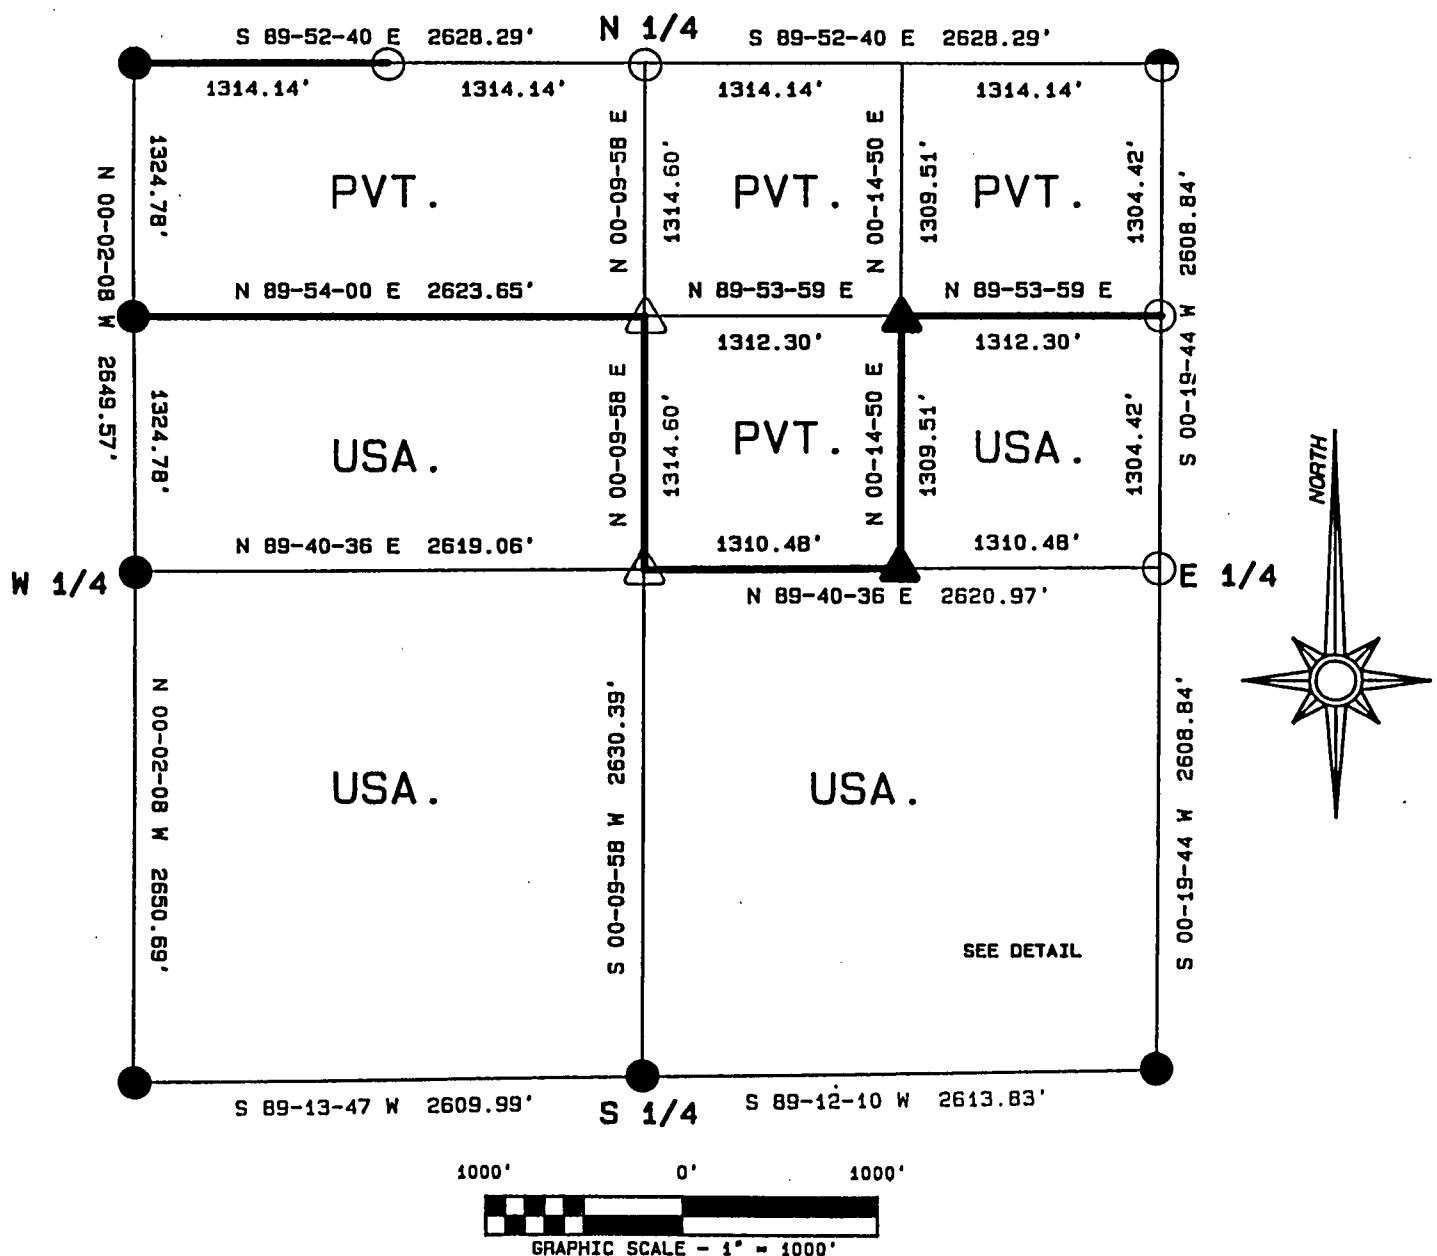 S 89-52-40 E 2628.29'
N 1/4
S 89-52-40 E 2628.29'
1314.14'
1314.14'
1314.14'
1314.14'
N 00-02-08 W 2649.57'
1324.78'
PVT.
N 00-09-58 E
1314.60'
PVT.
N 00-14-50 E
1309.51'
PVT.
1304.42'
S 00-19-44 W 2608.84'
N 89-54-00 E 2623.65'
N 89-53-59 E
N 89-53-59 E
1312.30'
1312.30'
1324.78'
USA.
N 00-09-58 E
1314.60'
PVT.
N 00-14-50 E
1309.51'
USA.
1304.42'
NORTH
N 89-40-36 E 2619.06'
1310.48'
1310.48'
W 1/4
E 1/4
N 89-40-36 E 2620.97'
N 00-02-08 W 2650.69'
USA.
S 00-09-58 W 2630.39'
USA.
S 00-19-44 W 2608.84'
SEE DETAIL
S 89-13-47 W 2609.99'
S 1/4
S 89-12-10 W 2613.83'
1000' 0' 1000'
GRAPHIC SCALE - 1" = 1000'